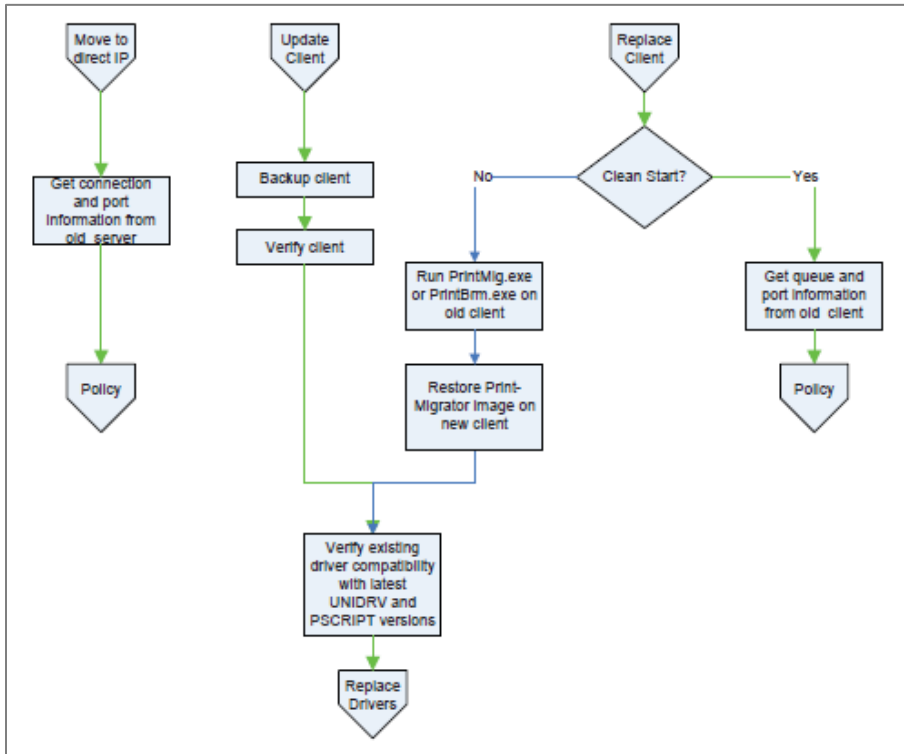 Move to
direct IP
Update
Client
Replace
Client
Clean Start?
No
Yes
Get connection
and port
information from
old server
Backup client
Verify client
Run PrintMig.exe
or PrintBrm.exe on
old client
Get queue and
port information
from old client
Policy
Restore Print-
Migrator image on
new client
Policy
Verify existing
driver compatibility
with latest
UNIDRV and
PSCRIPT versions
Replace
Drivers